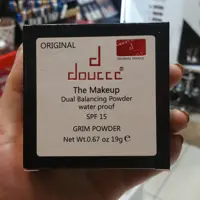 ORIGINAL
d
doucce
The Makeup
Dual Balancing Powder
water proof
SPF 15
GRIM POWDER
Net Wt.0.67 oz 19g ℮